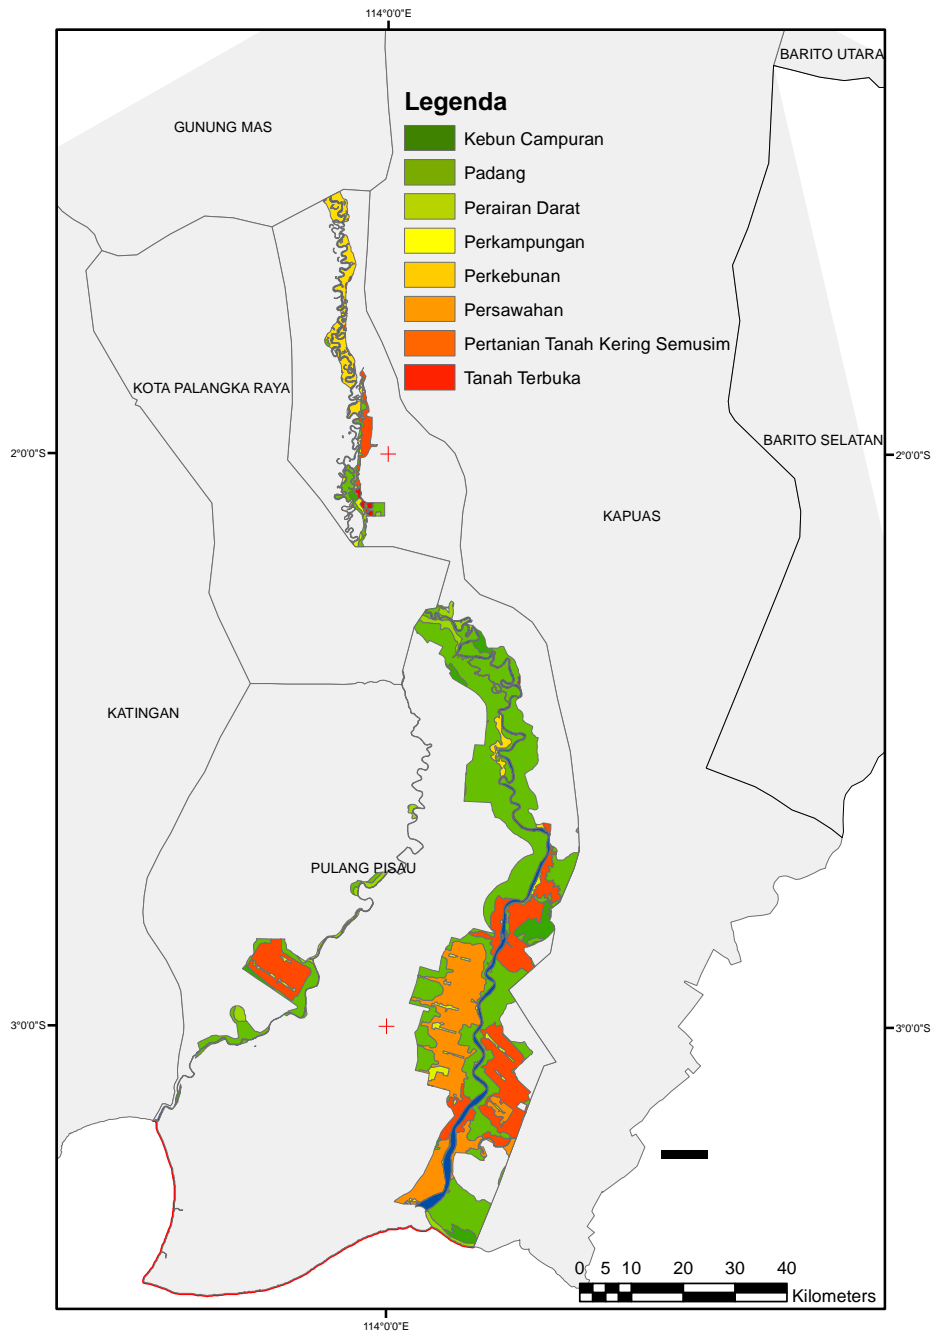 114°0'0"E
BARITO UTARA
Legenda
GUNUNG MAS
Kebun Campuran
Padang
Perairan Darat
Perkampungan
Perkebunan
Persawahan
Pertanian Tanah Kering Semusim
Tanah Terbuka
KOTA PALANGKA RAYA
BARITO SELATAN
2°0'0"S
2°0'0"S
KAPUAS
KATINGAN
PULANG PISAU
3°0'0"S
3°0'0"S
0 5 10 20 30 40
Kilometers
114°0'0"E